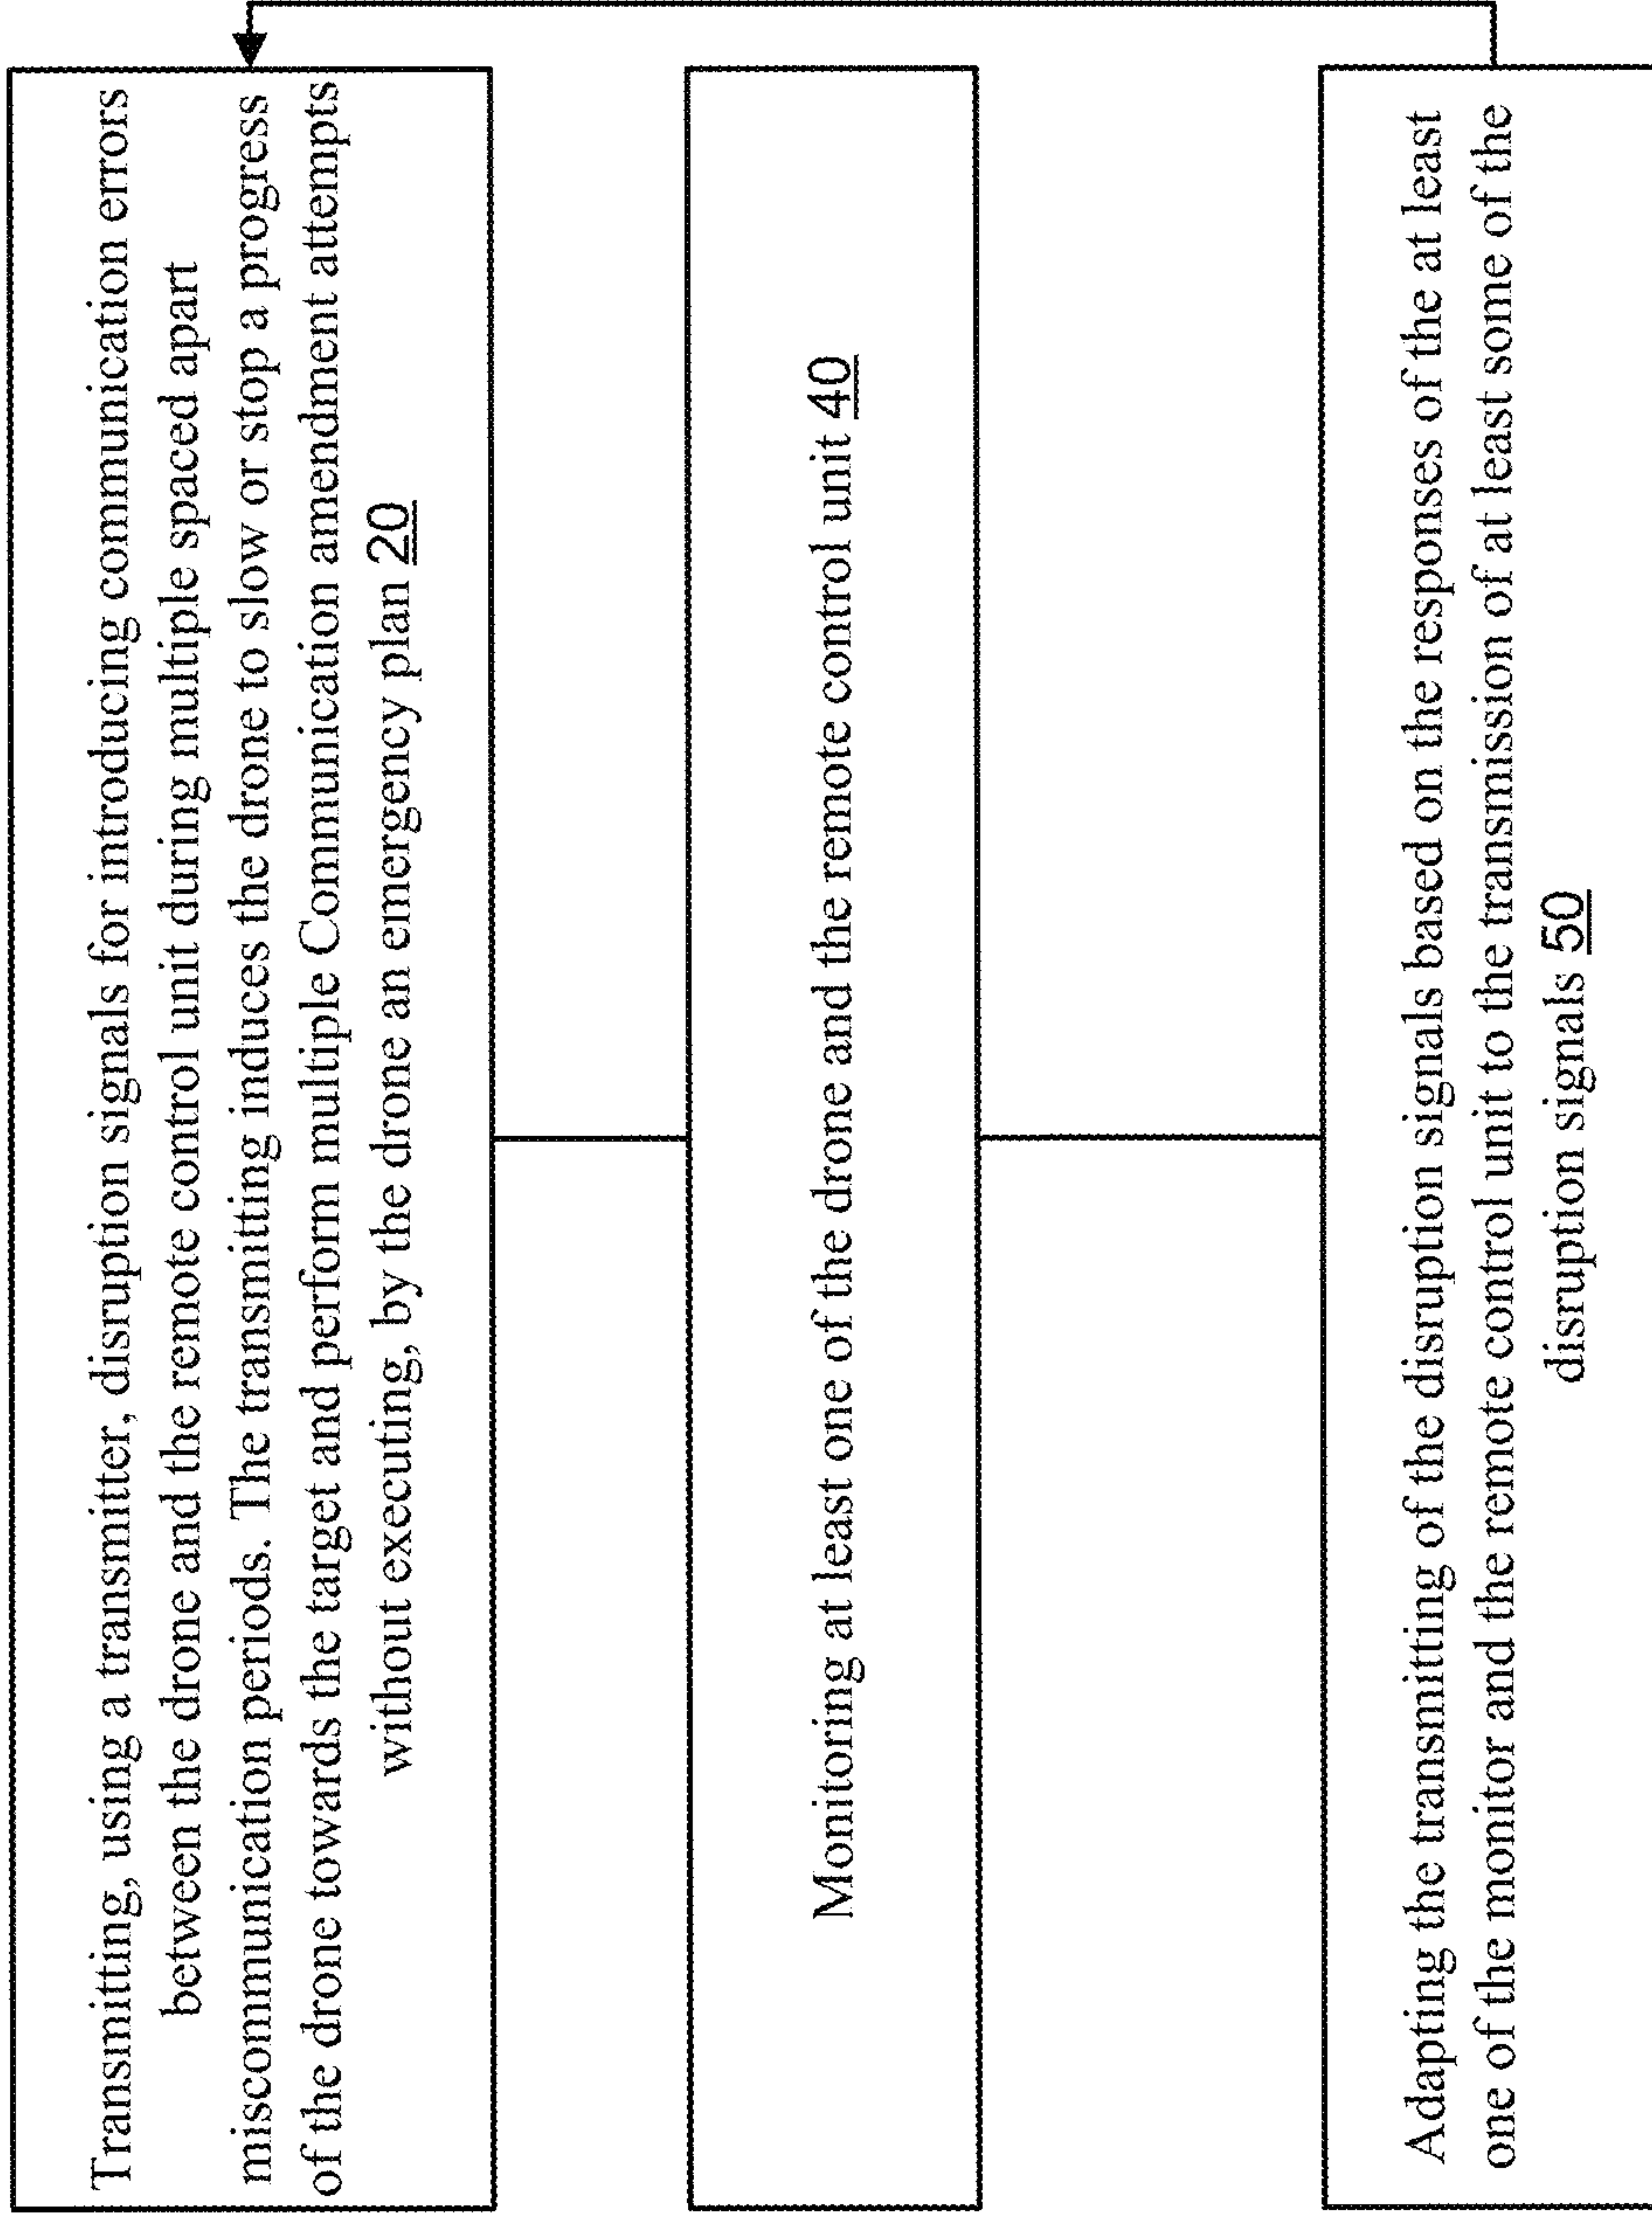 Transmitting, using a transmitter, disruption signals for introducing communication errors
between the drone and the remote control unit during multiple spaced apart
miscommunication periods. The transmitting induces the drone to slow or stop a progress
of the drone towards the target and perform multiple Communication amendment attempts
without executing, by the drone an emergency plan 20
Monitoring at least one of the drone and the remote control unit 40
Adapting the transmitting of the disruption signals based on the responses of the at least
one of the monitor and the remote control unit to the transmission of at least some of the
disruption signals 50